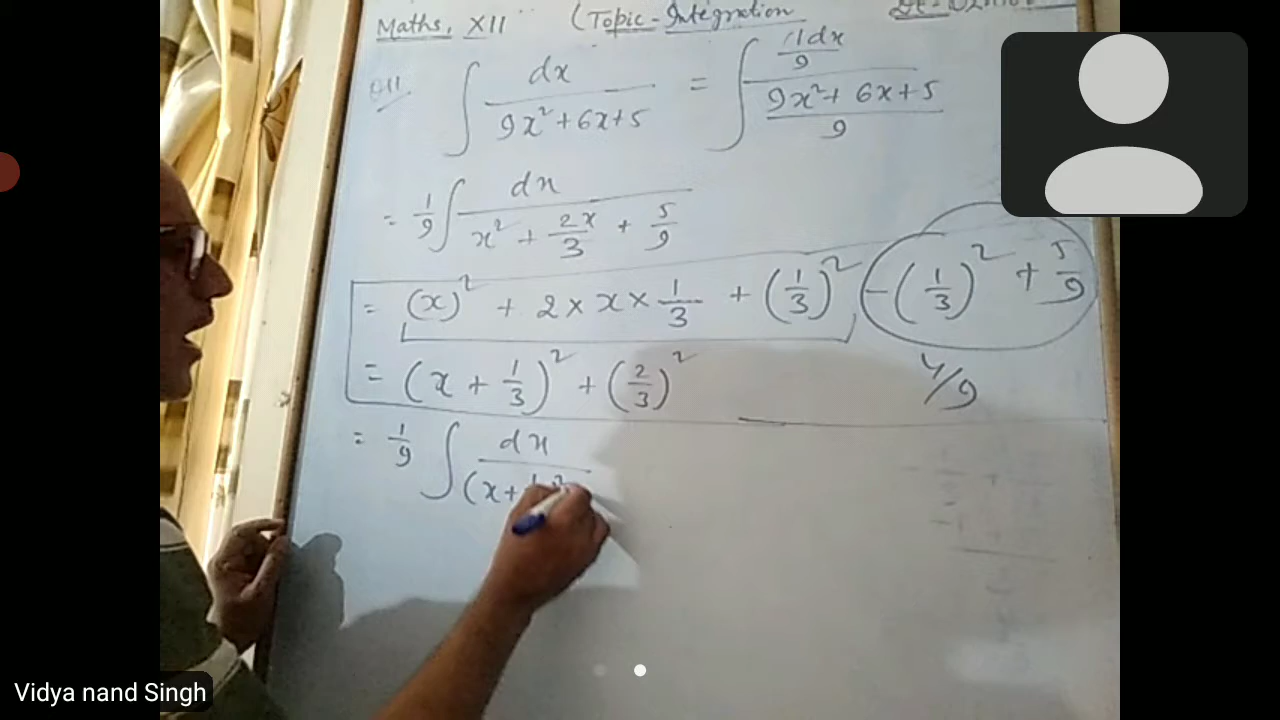 Maths, XII (Topic - Integration
Q11 ∫ dx / (9x² + 6x + 5) = ∫ (1dx/9) / ((9x² + 6x + 5)/9)
= 1/9 ∫ dx / (x² + 2x/3 + 5/9)
= (x)² + 2 × x × 1/3 + (1/3)² - (1/3)² + 5/9
4/9
= (x + 1/3)² + (2/3)²
= 1/9 ∫ dx / (x +
Vidya nand Singh